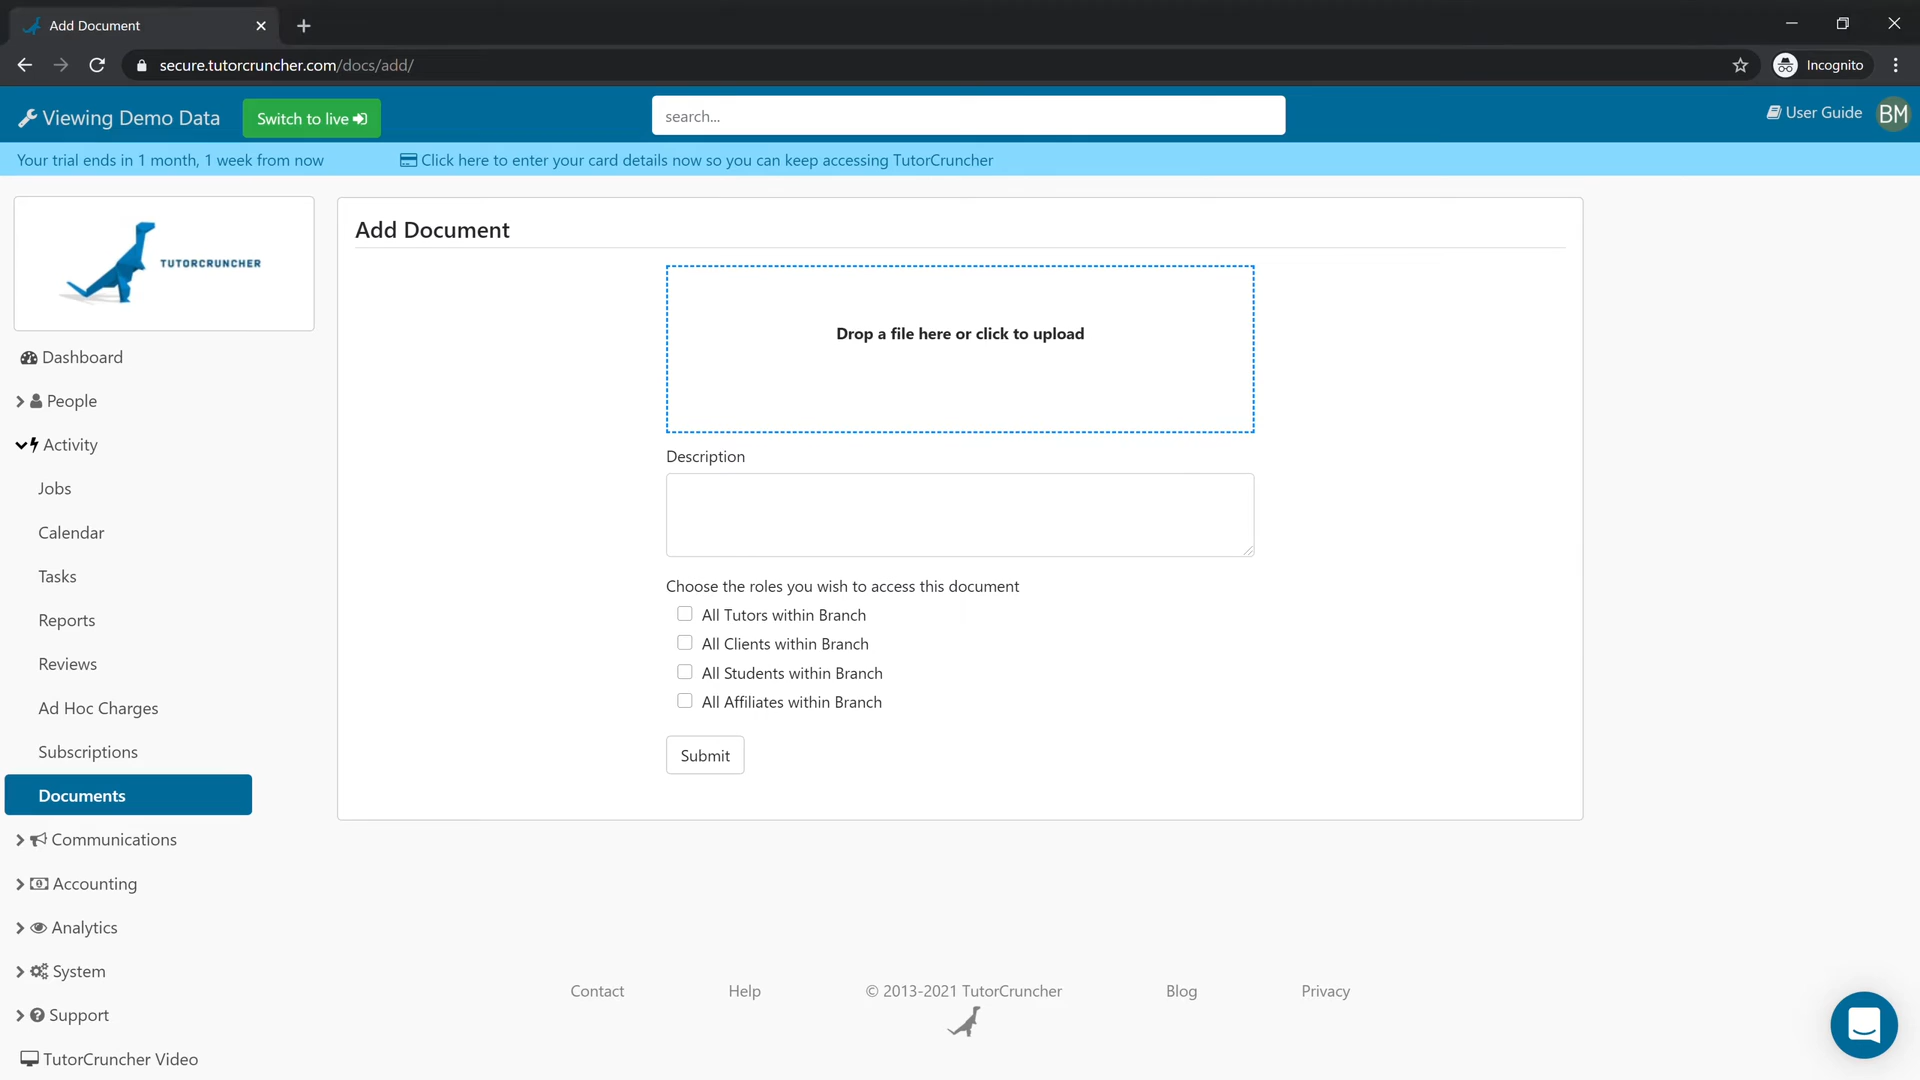 Add Document
secure.tutorcruncher.com/docs/add/
Incognito
Viewing Demo Data
Switch to live
search...
User Guide
BM
Your trial ends in 1 month, 1 week from now
Click here to enter your card details now so you can keep accessing TutorCruncher
TUTORCRUNCHER
Dashboard
People
Activity
Jobs
Calendar
Tasks
Reports
Reviews
Ad Hoc Charges
Subscriptions
Documents
Communications
Accounting
Analytics
System
Support
TutorCruncher Video
Add Document
Drop a file here or click to upload
Description
Choose the roles you wish to access this document
All Tutors within Branch
All Clients within Branch
All Students within Branch
All Affiliates within Branch
Submit
Contact
Help
© 2013-2021 TutorCruncher
Blog
Privacy